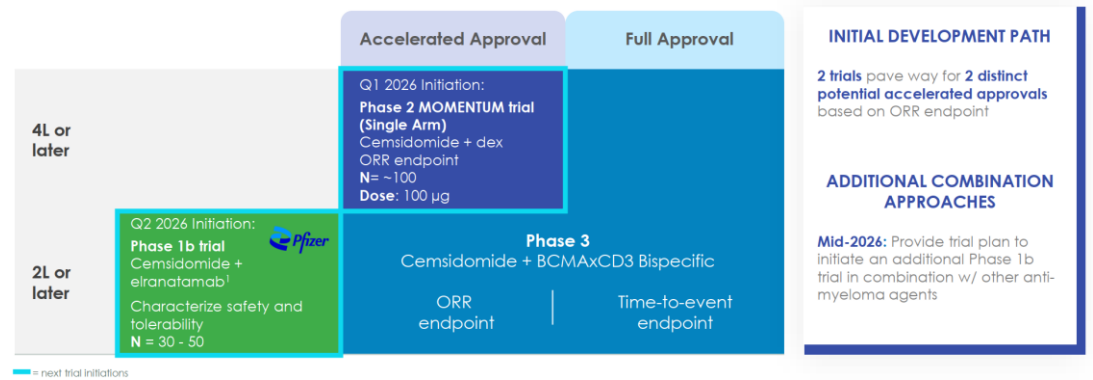 Accelerated Approval
Full Approval
4L or
later
Q1 2026 Initiation:
Phase 2 MOMENTUM trial
(Single Arm)
Cemsidomide + dex
ORR endpoint
N= ~100
Dose: 100 µg
2L or
later
Q2 2026 Initiation:
Pfizer
Phase 1b trial
Cemsidomide +
elranatamab¹
Characterize safety and
tolerability
N = 30 - 50
Phase 3
Cemsidomide + BCMAxCD3 Bispecific
ORR
endpoint
Time-to-event
endpoint
= next trial initiations
INITIAL DEVELOPMENT PATH
2 trials pave way for 2 distinct
potential accelerated approvals
based on ORR endpoint
ADDITIONAL COMBINATION
APPROACHES
Mid-2026: Provide trial plan to
initiate an additional Phase 1b
trial in combination w/ other anti-
myeloma agents